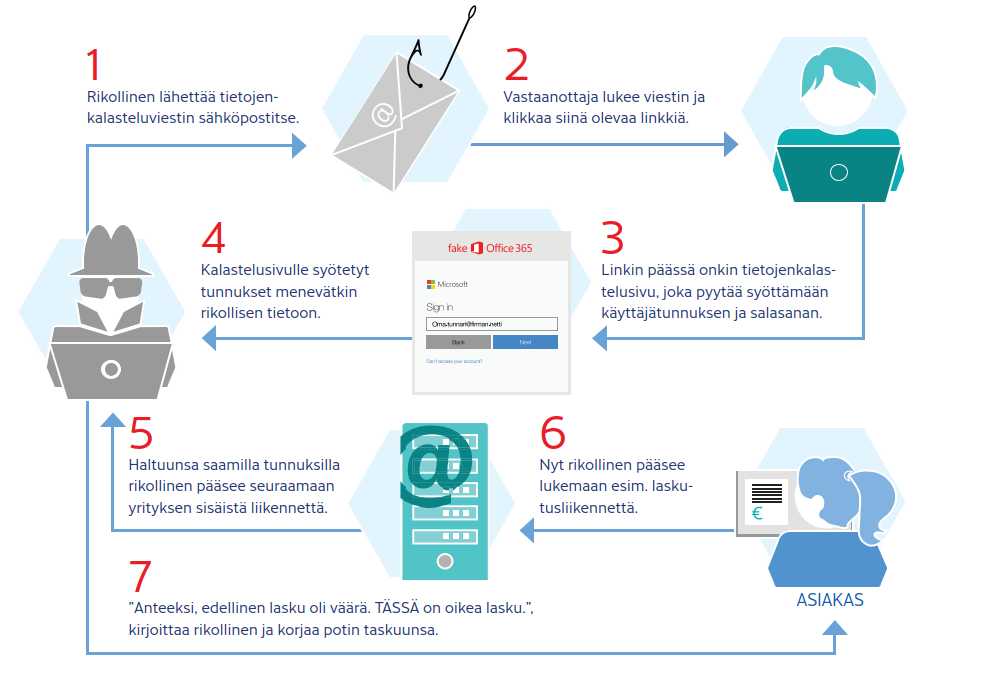 1
Rikollinen lähettää tietojen-
kalasteluviestin sähköpostitse.
@
2
Vastaanottaja lukee viestin ja
klikkaa siinä olevaa linkkiä.
3
Linkin päässä onkin tietojenkalas-
telusivu, joka pyytää syöttämään
käyttäjätunnuksen ja salasanan.
fake Office 365
Microsoft
Sign in
Oma.tunnari@firman.netti
Back Next
Can't access your account?
4
Kalastelusivulle syötetyt
tunnukset menevätkin
rikollisen tietoon.
5
Haltuunsa saamilla tunnuksilla
rikollinen pääsee seuraamaan
yrityksen sisäistä liikennettä.
@
6
Nyt rikollinen pääsee
lukemaan esim. lasku-
tusliikennettä.
€
ASIAKAS
7
"Anteeksi, edellinen lasku oli väärä. TÄSSÄ on oikea lasku.",
kirjoittaa rikollinen ja korjaa potin taskuunsa.